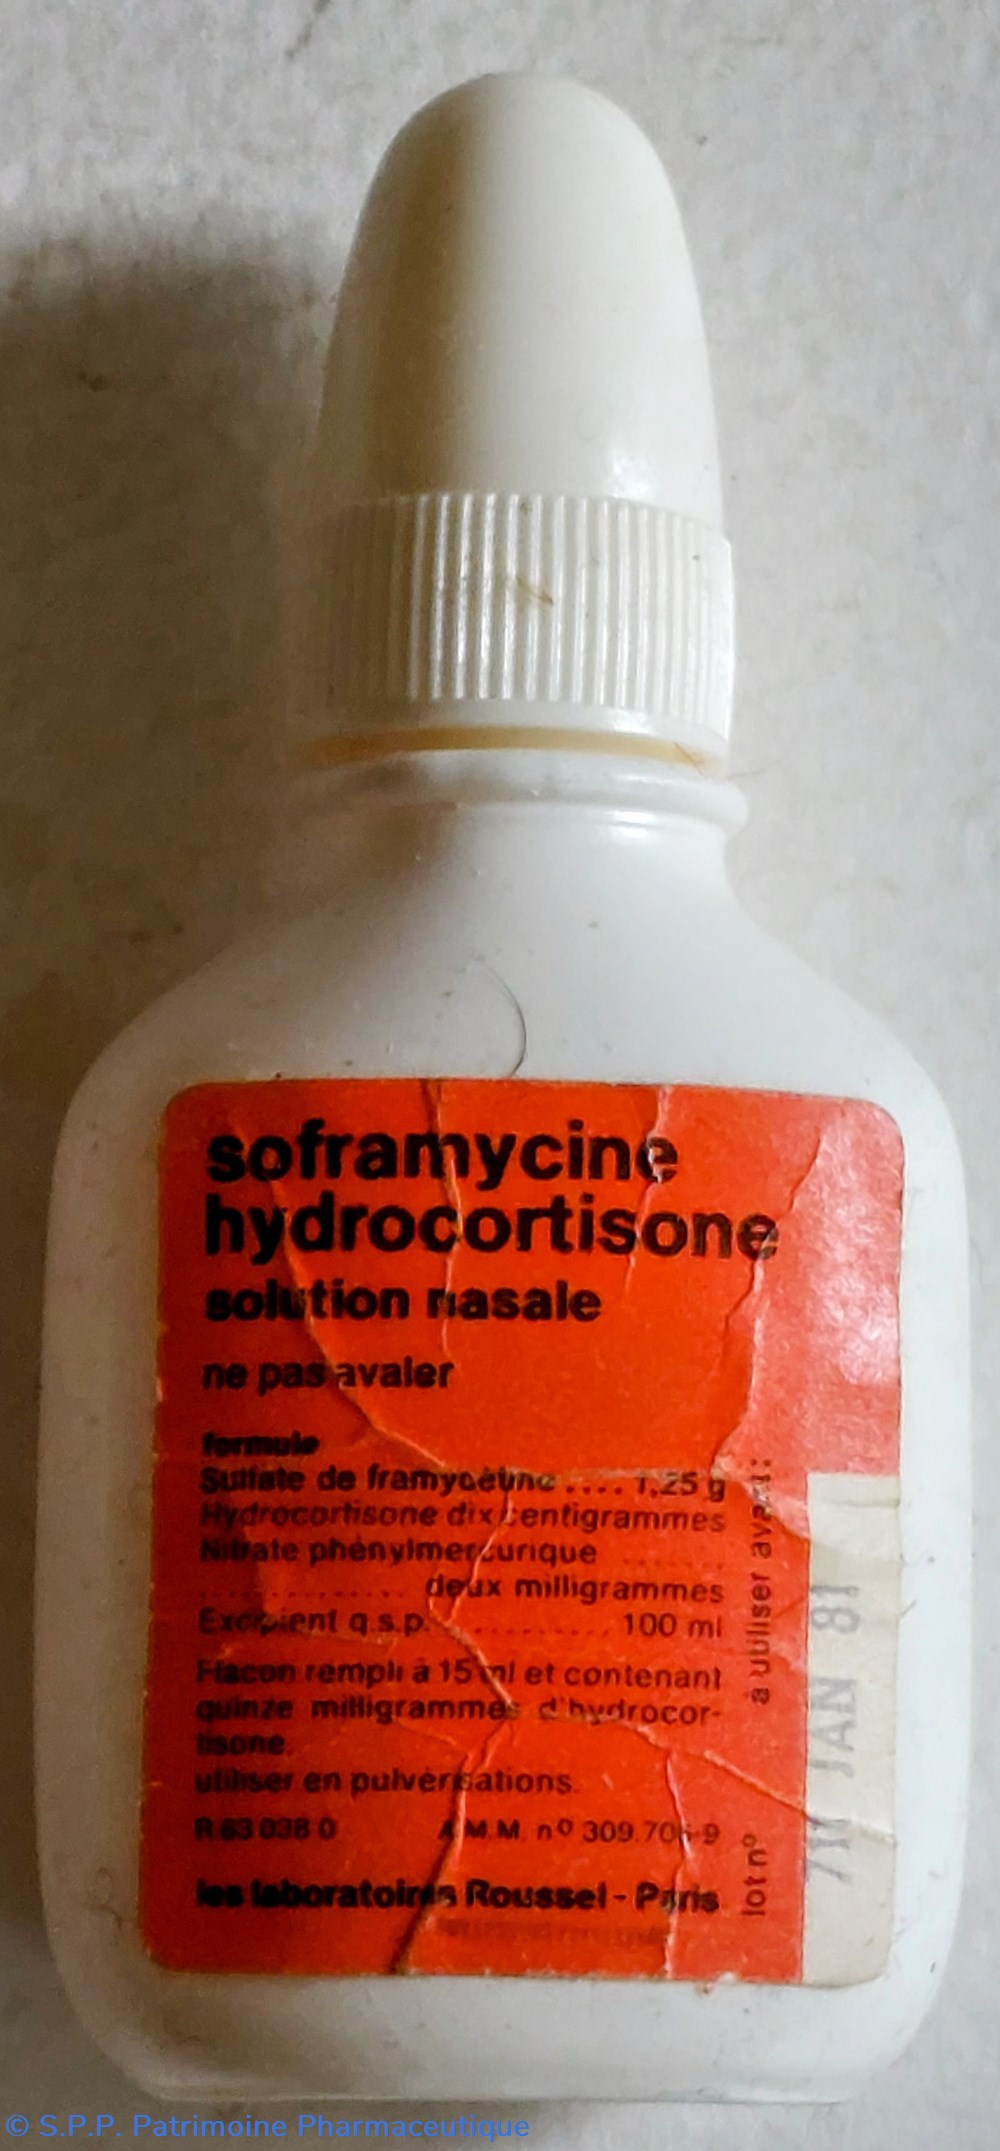 soframycine
hydrocortisone
solution nasale
ne pas avaler
formule
Sulfate de framycétine .... 1,25 g
Hydrocortisone dix centigrammes
Nitrate phénylmercurique ........
.............. deux milligrammes
Excipient q.s.p. .......... 100 ml
Flacon rempli à 15 ml et contenant
quinze milligrammes d'hydrocor-
tisone.
utiliser en pulvérisations.
R 63 038 0 A.M.M. nº 309.706-9
les laboratoires Roussel - Paris
lot nº à utiliser avant:
JAN 81
© S.P.P. Patrimoine Pharmaceutique